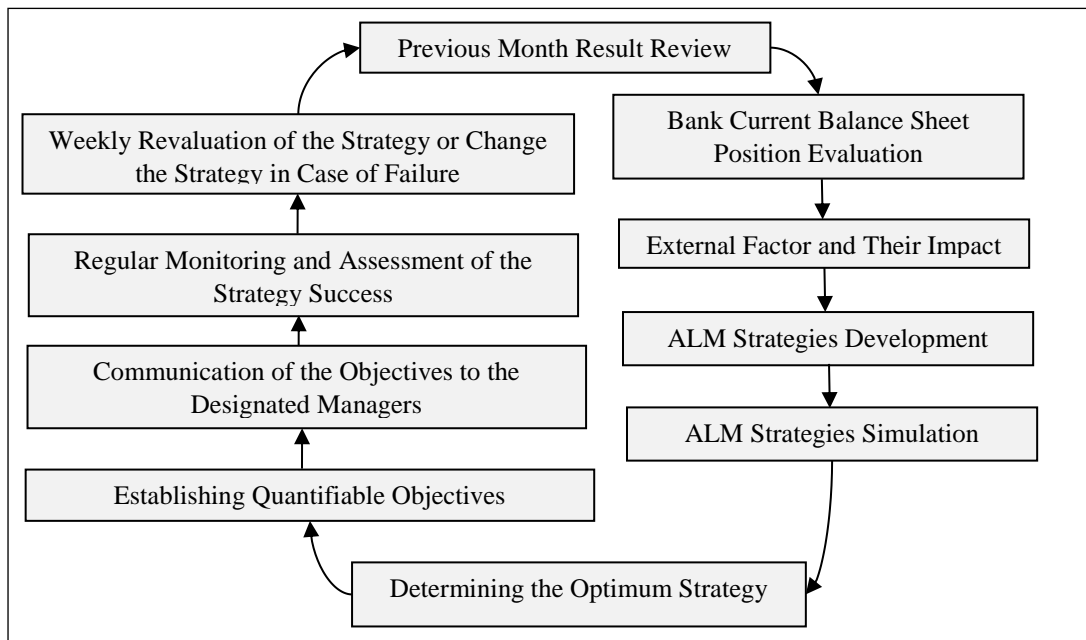 Previous Month Result Review
Bank Current Balance Sheet
Position Evaluation
External Factor and Their Impact
ALM Strategies Development
ALM Strategies Simulation
Determining the Optimum Strategy
Establishing Quantifiable Objectives
Communication of the Objectives to the
Designated Managers
Regular Monitoring and Assessment of the
Strategy Success
Weekly Revaluation of the Strategy or Change
the Strategy in Case of Failure